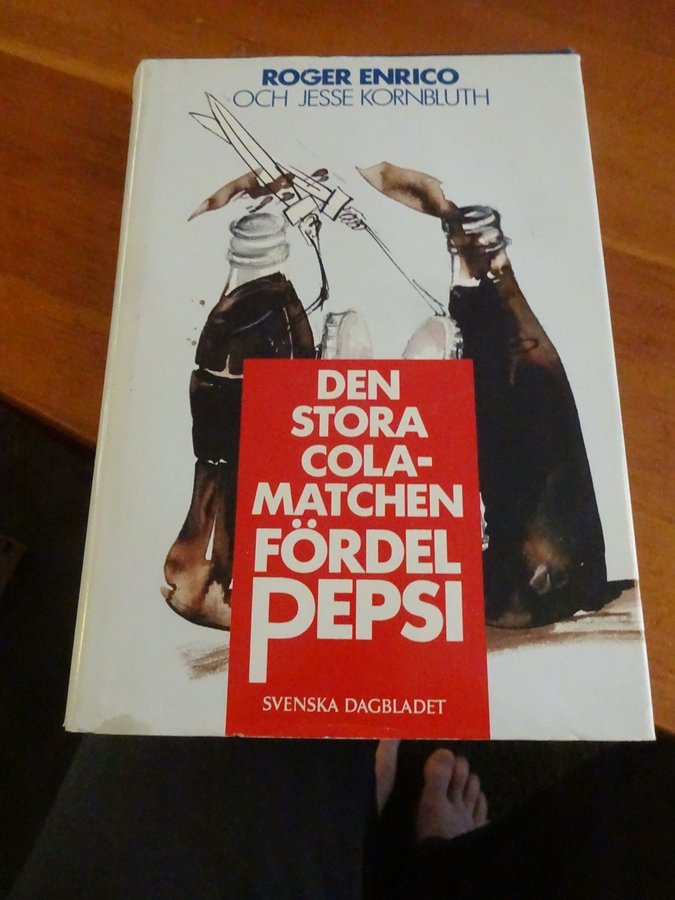 ROGER ENRICO
OCH JESSE KORNBLUTH
DEN
STORA
COLA-
MATCHEN
FÖRDEL
PEPSI
SVENSKA DAGBLADET